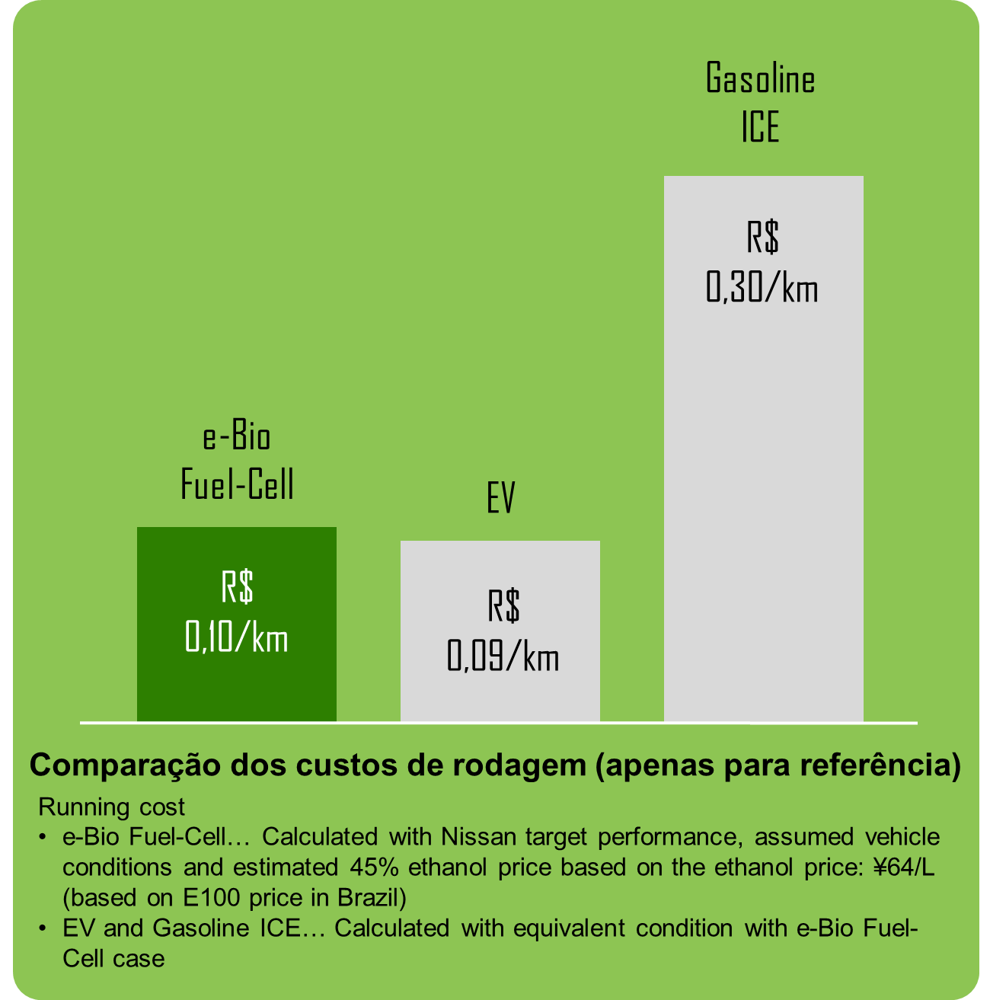 Gasoline
ICE
R$
0,30/km
e-Bio
Fuel-Cell
EV
R$
0,10/km
R$
0,09/km
Comparação dos custos de rodagem (apenas para referência)
Running cost
• e-Bio Fuel-Cell… Calculated with Nissan target performance, assumed vehicle
conditions and estimated 45% ethanol price based on the ethanol price: ¥64/L
(based on E100 price in Brazil)
• EV and Gasoline ICE… Calculated with equivalent condition with e-Bio Fuel-
Cell case